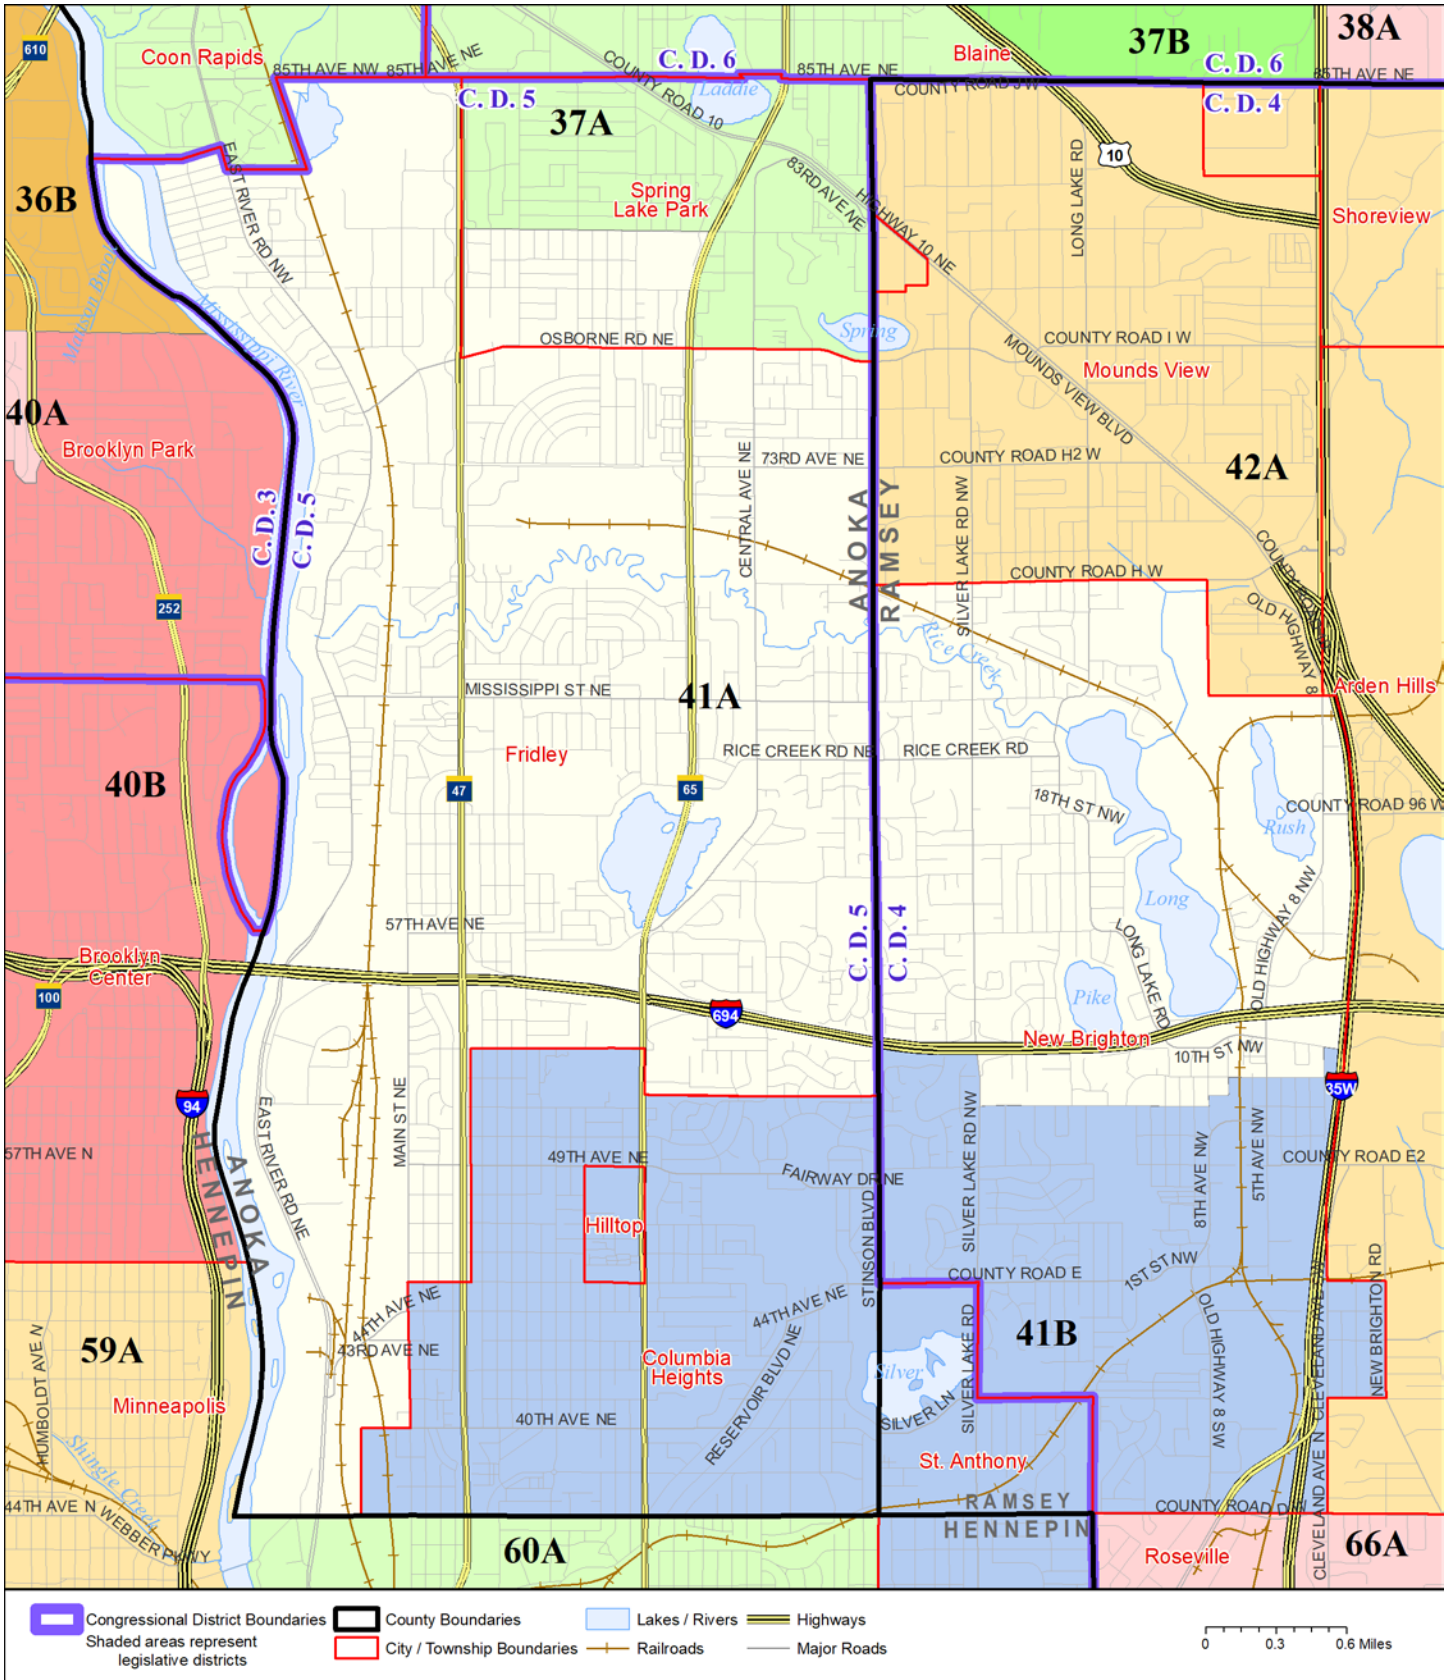 610
Coon Rapids
85TH AVE NW
85TH AVE NE
C. D. 6
C. D. 5
COUNTY ROAD 10
Laddie
85TH AVE NE
Blaine
37B
38A
C. D. 6
85TH AVE NE
COUNTY ROAD J W
C. D. 4
37A
10
36B
EAST RIVER RD NW
Spring
Lake Park
83RD AVE NE
HIGHWAY 10 NE
LONG LAKE RD
Shoreview
Mattson Brook
Mississippi River
OSBORNE RD NE
Spring
COUNTY ROAD I W
MOUNDS VIEW BLVD
Mounds View
40A
Brooklyn Park
73RD AVE NE
COUNTY ROAD H2 W
42A
C. D. 3
C. D. 5
CENTRAL AVE NE
ANOKA
RAMSEY
SILVER LAKE RD NW
252
COUNTY ROAD H W
OLD HIGHWAY 8
Rice Creek
MISSISSIPPI ST NE
41A
Arden Hills
Fridley
RICE CREEK RD NE
RICE CREEK RD
40B
47
65
18TH ST NW
COUNTY ROAD 96 W
Rush
Long
57TH AVE NE
C. D. 5
C. D. 4
LONG LAKE RD
OLD HIGHWAY 8 NW
Brooklyn
Center
100
694
Pike
New Brighton
10TH ST NW
94
35W
MAIN ST NE
EAST RIVER RD NE
57TH AVE N
ANOKA
HENNEPIN
49TH AVE NE
FAIRWAY DR NE
SILVER LAKE RD NW
8TH AVE NW
5TH AVE NW
COUNTY ROAD E2
Hilltop
STINSON BLVD
COUNTY ROAD E
1ST ST NW
NEW BRIGHTON RD
44TH AVE NE
43RD AVE NE
44TH AVE NE
SILVER LAKE RD
41B
OLD HIGHWAY 8 SW
59A
HUMBOLDT AVE N
Columbia
Heights
RESERVOIR BLVD NE
Silver
SILVER LN
SILVER LAKE RD
Minneapolis
40TH AVE NE
CLEVELAND AVE N
CLEVELAND AVE SW
Shingle Creek
St. Anthony
44TH AVE N
WEBBER PKWY
RAMSEY
HENNEPIN
COUNTY ROAD D W
60A
Roseville
66A
Congressional District Boundaries
Shaded areas represent
legislative districts
County Boundaries
City / Township Boundaries
Lakes / Rivers
Railroads
Highways
Major Roads
0 0.3 0.6 Miles